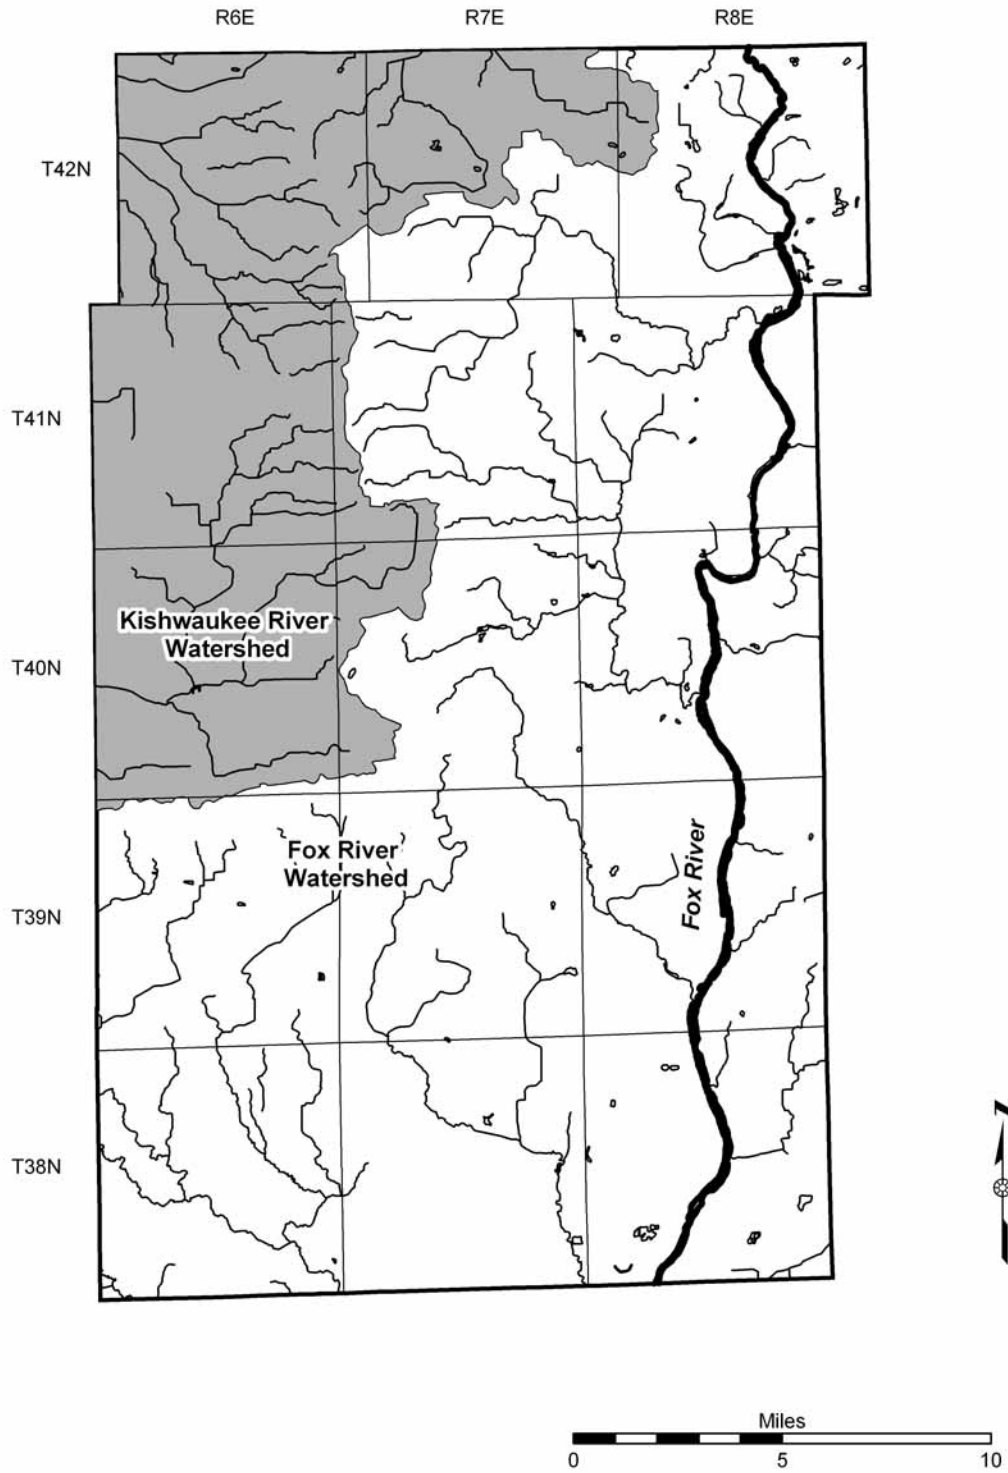 R6E R7E R8E
T42N
T41N
Kishwaukee River
Watershed
T40N
Fox River
Watershed
Fox River
T39N
T38N
Miles
0 5 10